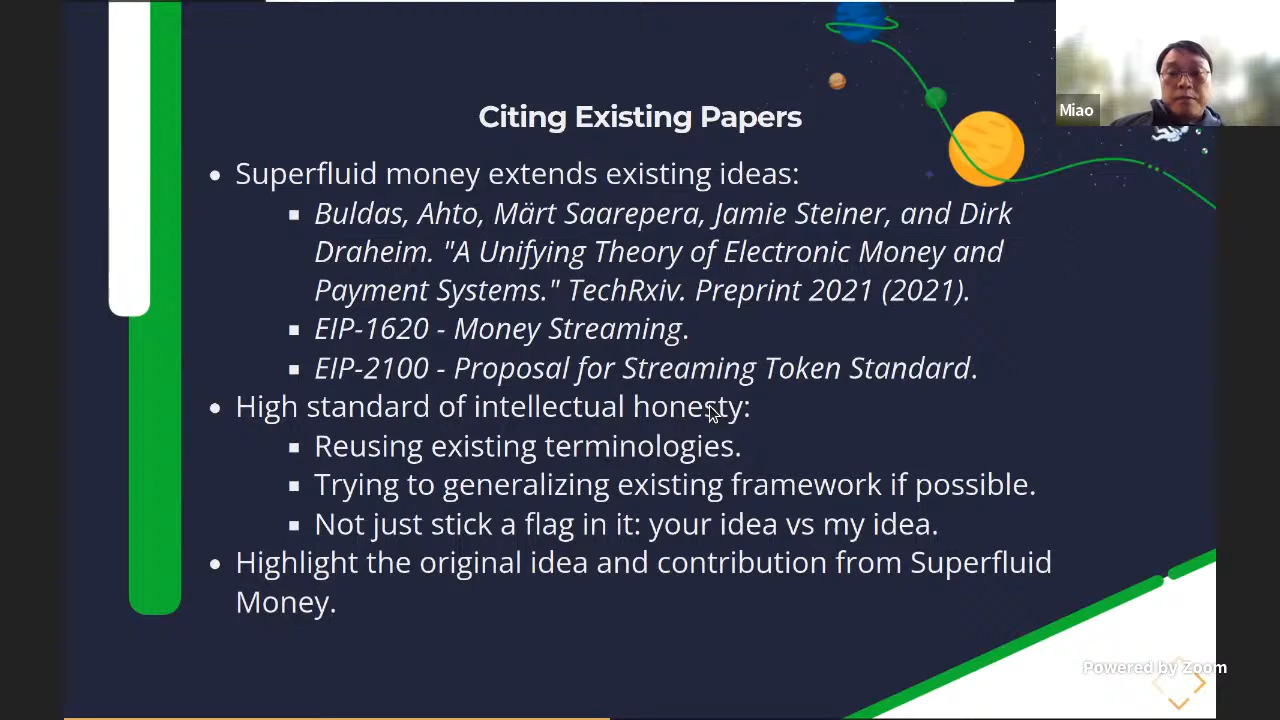 Citing Existing Papers
Miao
• Superfluid money extends existing ideas:
▪ Buldas, Ahto, Märt Saarepera, Jamie Steiner, and Dirk
Draheim. "A Unifying Theory of Electronic Money and
Payment Systems." TechRxiv. Preprint 2021 (2021).
▪ EIP-1620 - Money Streaming.
▪ EIP-2100 - Proposal for Streaming Token Standard.
• High standard of intellectual honesty:
▪ Reusing existing terminologies.
▪ Trying to generalizing existing framework if possible.
▪ Not just stick a flag in it: your idea vs my idea.
• Highlight the original idea and contribution from Superfluid
Money.
Powered by Zoom